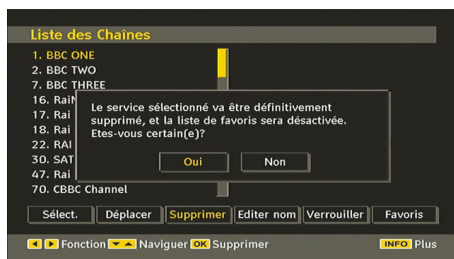 Liste des Chaînes
1. BBC ONE
2. BBC TWO
7. BBC THREE
16. Rai
17. Rai
18. Rai
22. RAI
30. SAT
47. Rai
70. CBBC Channel
Le service sélectionné va être définitivement
supprimé, et la liste de favoris sera désactivée.
Etes-vous certain(e)?
Oui Non
Sélect. Déplacer Supprimer Editer nom Verrouiller Favoris
Fonction Naviguer OK Supprimer INFO Plus